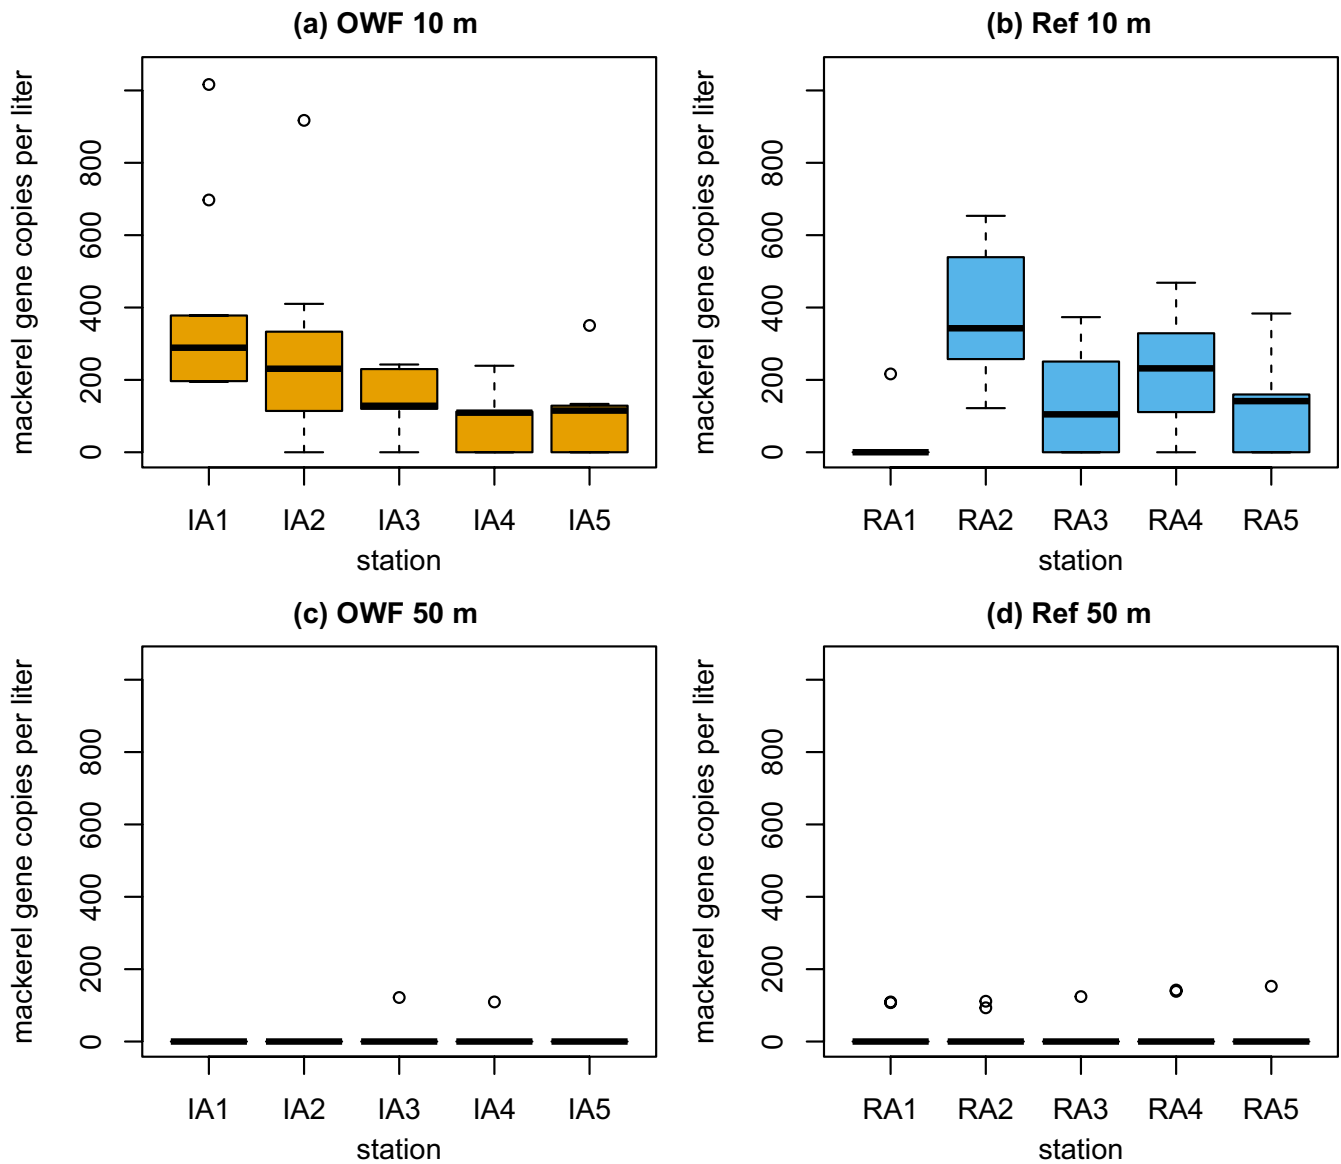 (a) OWF 10 m
mackerel gene copies per liter
0 200 400 600 800
IA1 IA2 IA3 IA4 IA5
station
(b) Ref 10 m
mackerel gene copies per liter
0 200 400 600 800
RA1 RA2 RA3 RA4 RA5
station
(c) OWF 50 m
mackerel gene copies per liter
0 200 400 600 800
IA1 IA2 IA3 IA4 IA5
station
(d) Ref 50 m
mackerel gene copies per liter
0 200 400 600 800
RA1 RA2 RA3 RA4 RA5
station